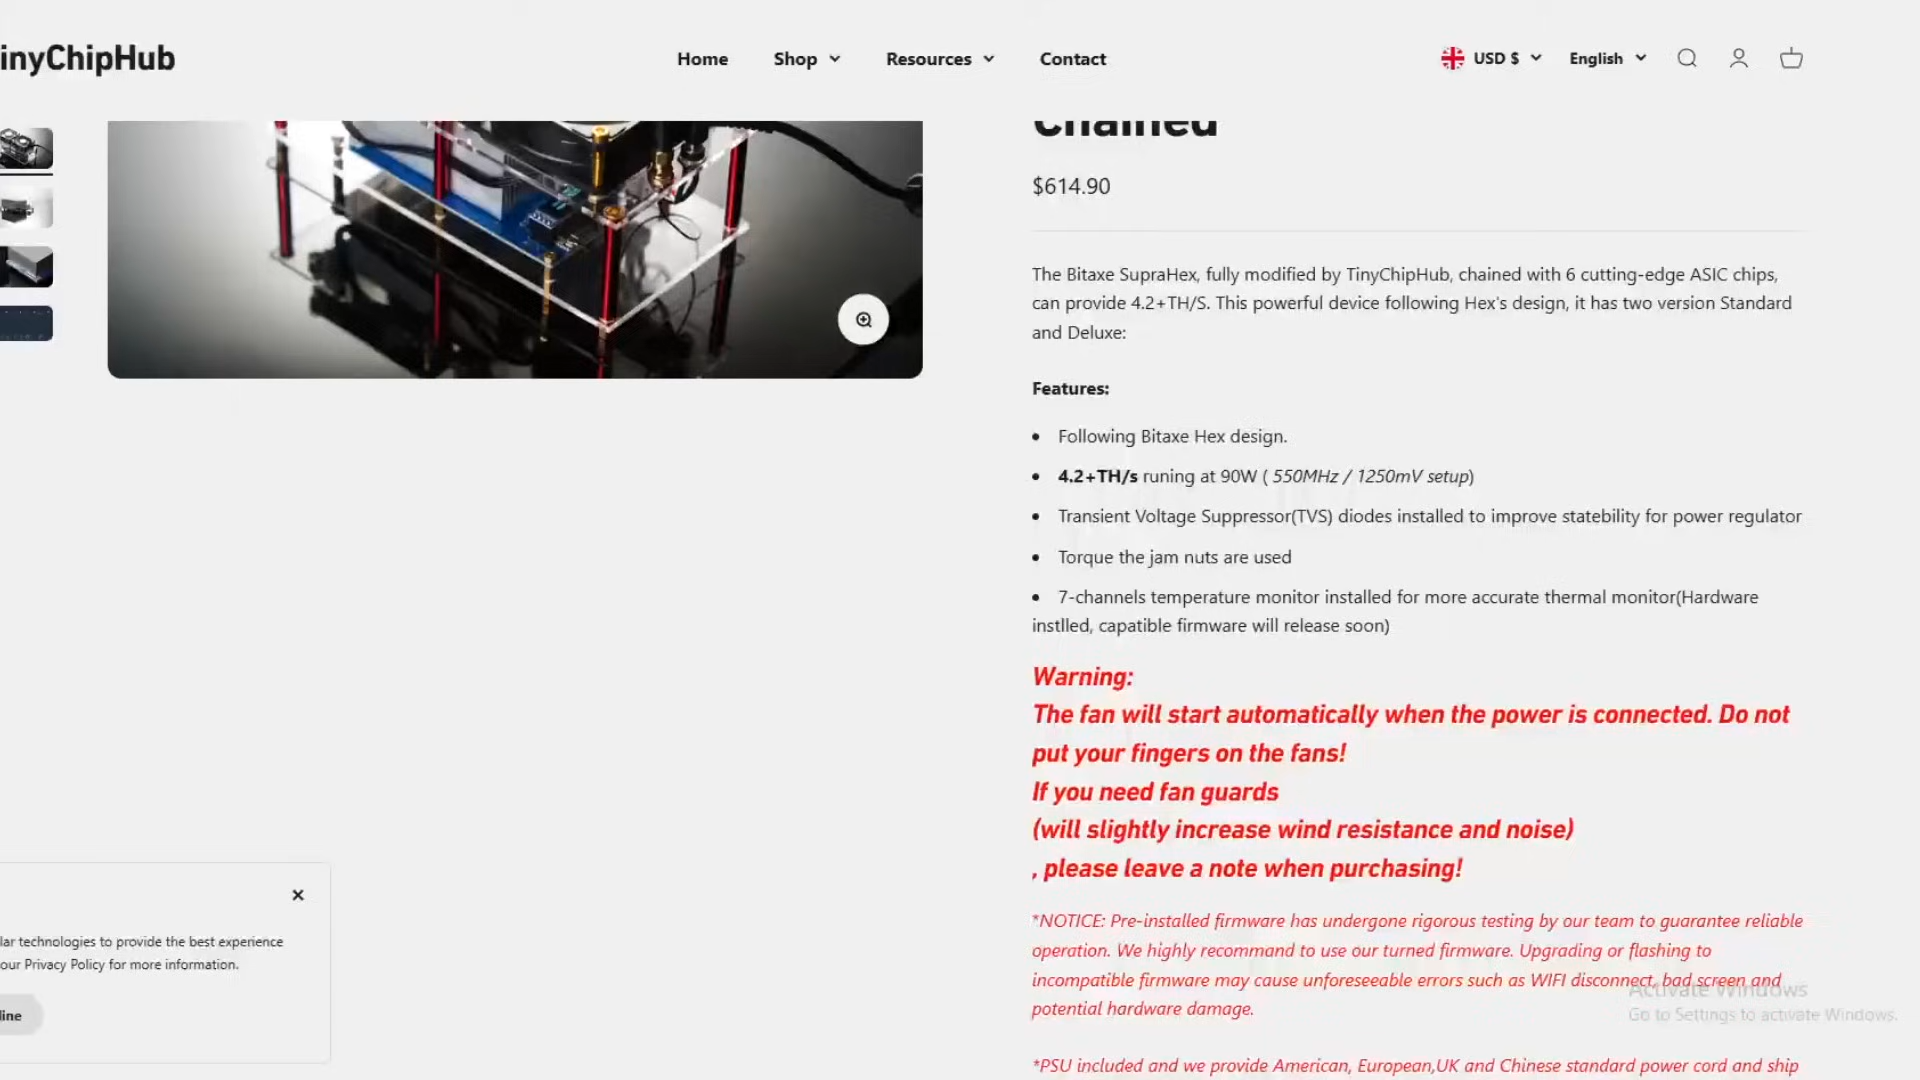 inyChipHub
Home Shop Resources Contact USD $ English
Chained
$614.90
The Bitaxe SupraHex, fully modified by TinyChipHub, chained with 6 cutting-edge ASIC chips,
can provide 4.2+TH/S. This powerful device following Hex's design, it has two version Standard
and Deluxe:
Features:
• Following Bitaxe Hex design.
• 4.2+TH/s runing at 90W ( 550MHz / 1250mV setup)
• Transient Voltage Suppressor(TVS) diodes installed to improve statebility for power regulator
• Torque the jam nuts are used
• 7-channels temperature monitor installed for more accurate thermal monitor(Hardware
instlled, capatible firmware will release soon)
Warning:
The fan will start automatically when the power is connected. Do not
put your fingers on the fans!
If you need fan guards
(will slightly increase wind resistance and noise)
, please leave a note when purchasing!
*NOTICE: Pre-installed firmware has undergone rigorous testing by our team to guarantee reliable
operation. We highly recommand to use our turned firmware. Upgrading or flashing to
incompatible firmware may cause unforeseeable errors such as WIFI disconnect, bad screen and
potential hardware damage.
*PSU included and we provide American, European,UK and Chinese standard power cord and ship
lar technologies to provide the best experience
our Privacy Policy for more information.
line
Activate Windows
Go to Settings to activate Windows.